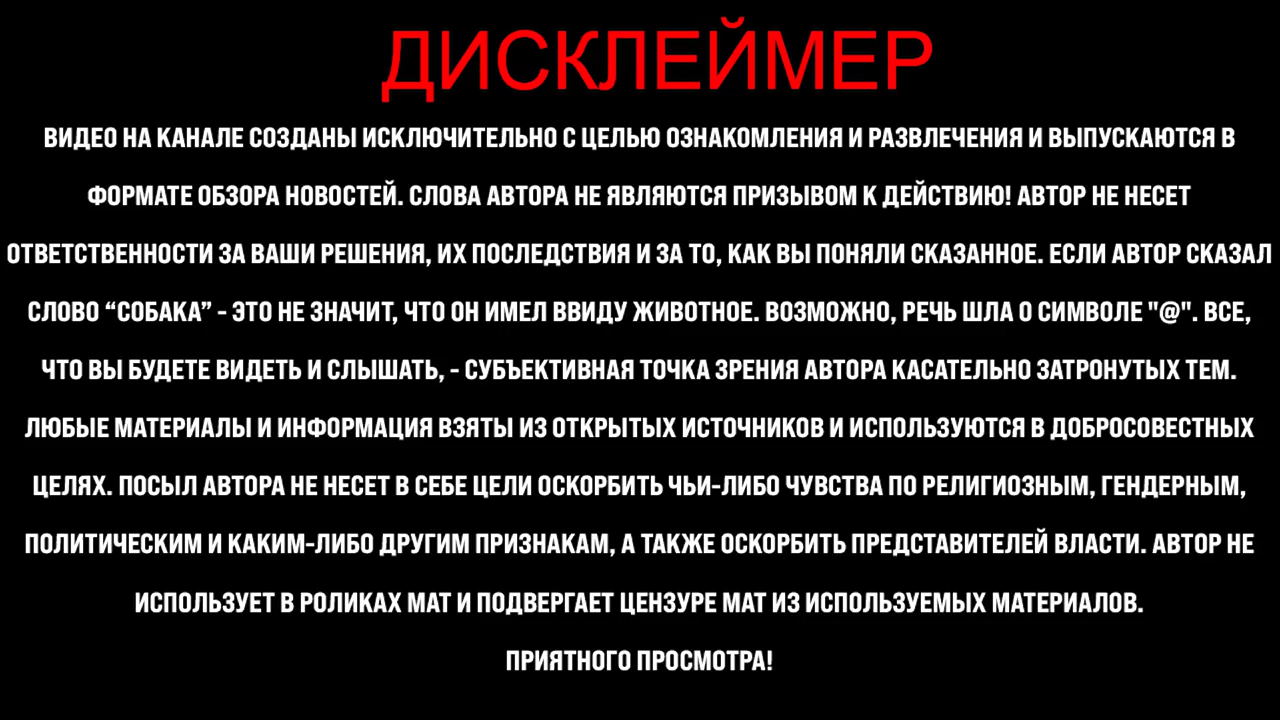 ДИСКЛЕЙМЕР
ВИДЕО НА КАНАЛЕ СОЗДАНЫ ИСКЛЮЧИТЕЛЬНО С ЦЕЛЬЮ ОЗНАКОМЛЕНИЯ И РАЗВЛЕЧЕНИЯ И ВЫПУСКАЮТСЯ В
ФОРМАТЕ ОБЗОРА НОВОСТЕЙ. СЛОВА АВТОРА НЕ ЯВЛЯЮТСЯ ПРИЗЫВОМ К ДЕЙСТВИЮ! АВТОР НЕ НЕСЕТ
ОТВЕТСТВЕННОСТИ ЗА ВАШИ РЕШЕНИЯ, ИХ ПОСЛЕДСТВИЯ И ЗА ТО, КАК ВЫ ПОНЯЛИ СКАЗАННОЕ. ЕСЛИ АВТОР СКАЗАЛ
СЛОВО “СОБАКА” - ЭТО НЕ ЗНАЧИТ, ЧТО ОН ИМЕЛ ВВИДУ ЖИВОТНОЕ. ВОЗМОЖНО, РЕЧЬ ШЛА О СИМВОЛЕ "@". ВСЕ,
ЧТО ВЫ БУДЕТЕ ВИДЕТЬ И СЛЫШАТЬ, - СУБЪЕКТИВНАЯ ТОЧКА ЗРЕНИЯ АВТОРА КАСАТЕЛЬНО ЗАТРОНУТЫХ ТЕМ.
ЛЮБЫЕ МАТЕРИАЛЫ И ИНФОРМАЦИЯ ВЗЯТЫ ИЗ ОТКРЫТЫХ ИСТОЧНИКОВ И ИСПОЛЬЗУЮТСЯ В ДОБРОСОВЕСТНЫХ
ЦЕЛЯХ. ПОСЫЛ АВТОРА НЕ НЕСЕТ В СЕБЕ ЦЕЛИ ОСКОРБИТЬ ЧЬИ-ЛИБО ЧУВСТВА ПО РЕЛИГИОЗНЫМ, ГЕНДЕРНЫМ,
ПОЛИТИЧЕСКИМ И КАКИМ-ЛИБО ДРУГИМ ПРИЗНАКАМ, А ТАКЖЕ ОСКОРБИТЬ ПРЕДСТАВИТЕЛЕЙ ВЛАСТИ. АВТОР НЕ
ИСПОЛЬЗУЕТ В РОЛИКАХ МАТ И ПОДВЕРГАЕТ ЦЕНЗУРЕ МАТ ИЗ ИСПОЛЬЗУЕМЫХ МАТЕРИАЛОВ.
ПРИЯТНОГО ПРОСМОТРА!